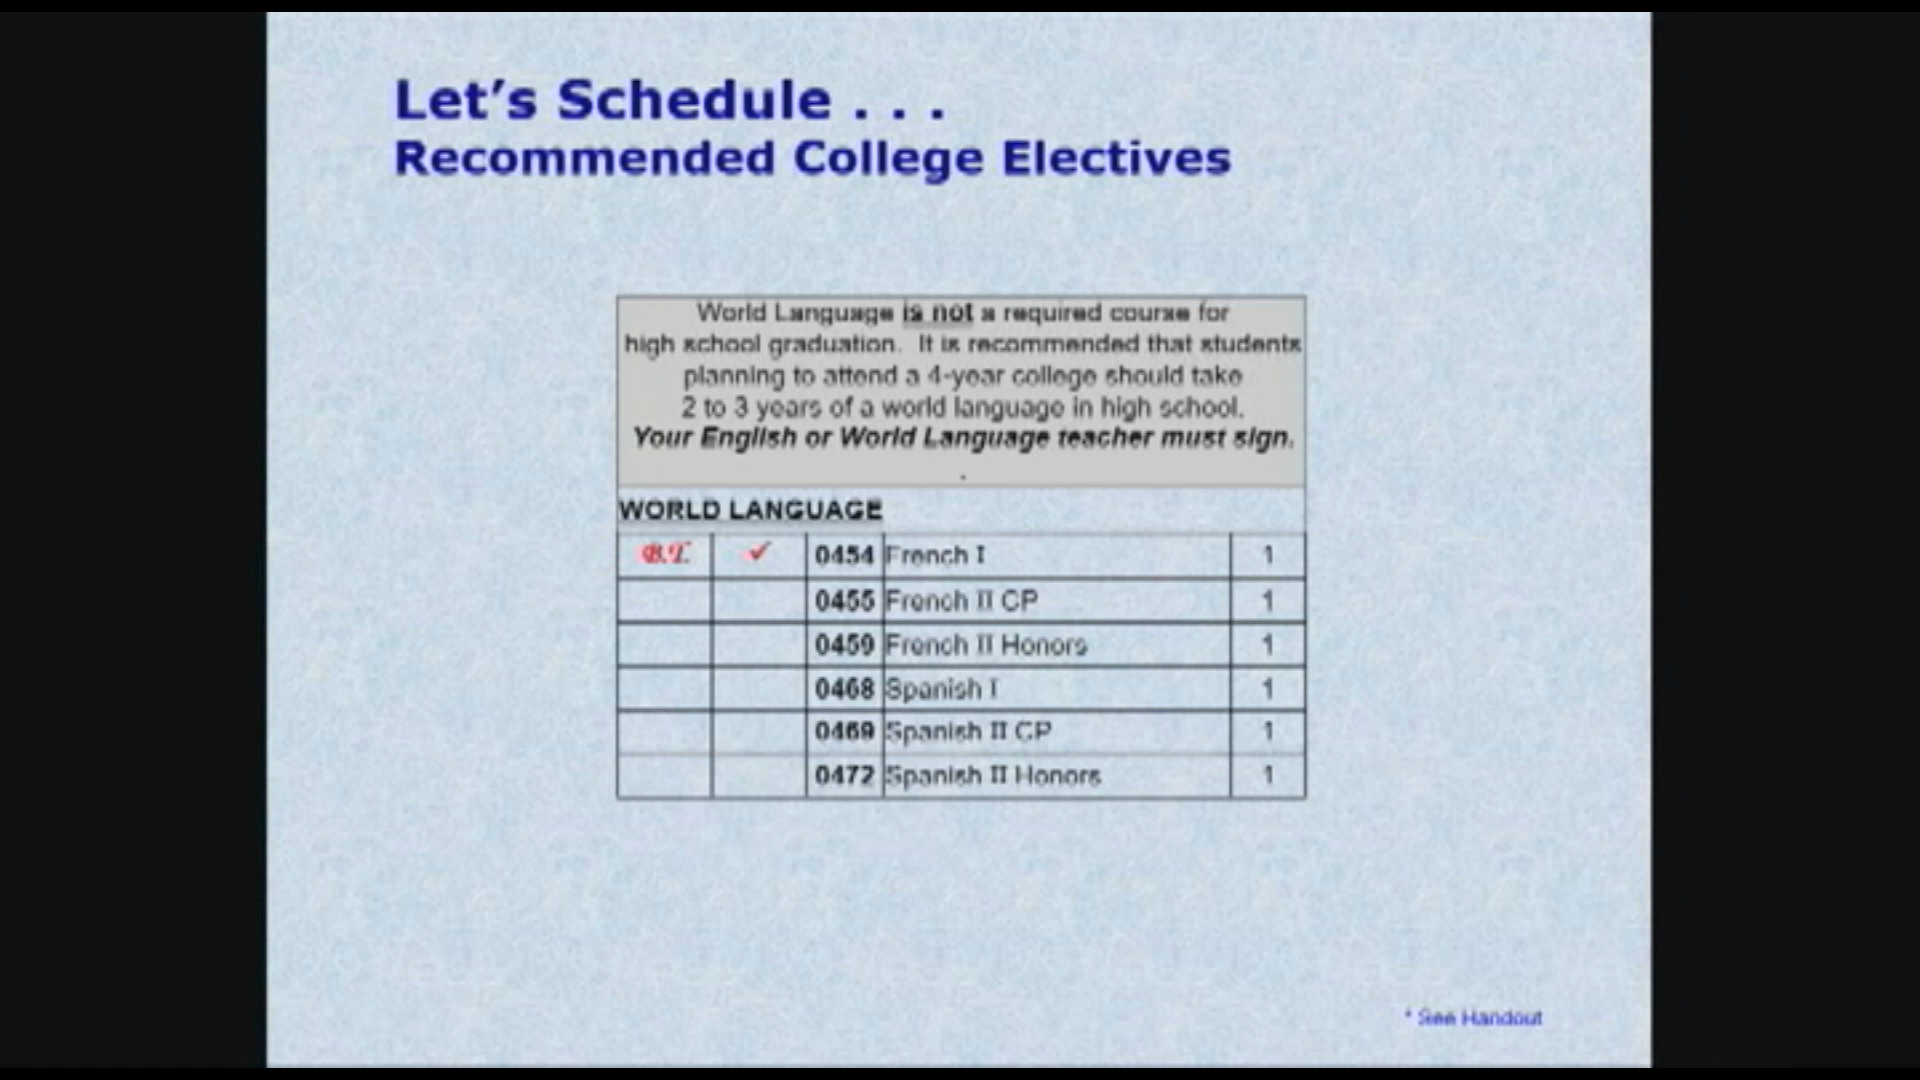 Let's Schedule . . .
Recommended College Electives
World Language is not a required course for
high school graduation. It is recommended that students
planning to attend a 4-year college should take
2 to 3 years of a world language in high school.
Your English or World Language teacher must sign.
.
WORLD LANGUAGE
B.T. ✓ 0454 French I 1
0455 French II CP 1
0459 French II Honors 1
0468 Spanish I 1
0469 Spanish II CP 1
0472 Spanish II Honors 1
* See Handout